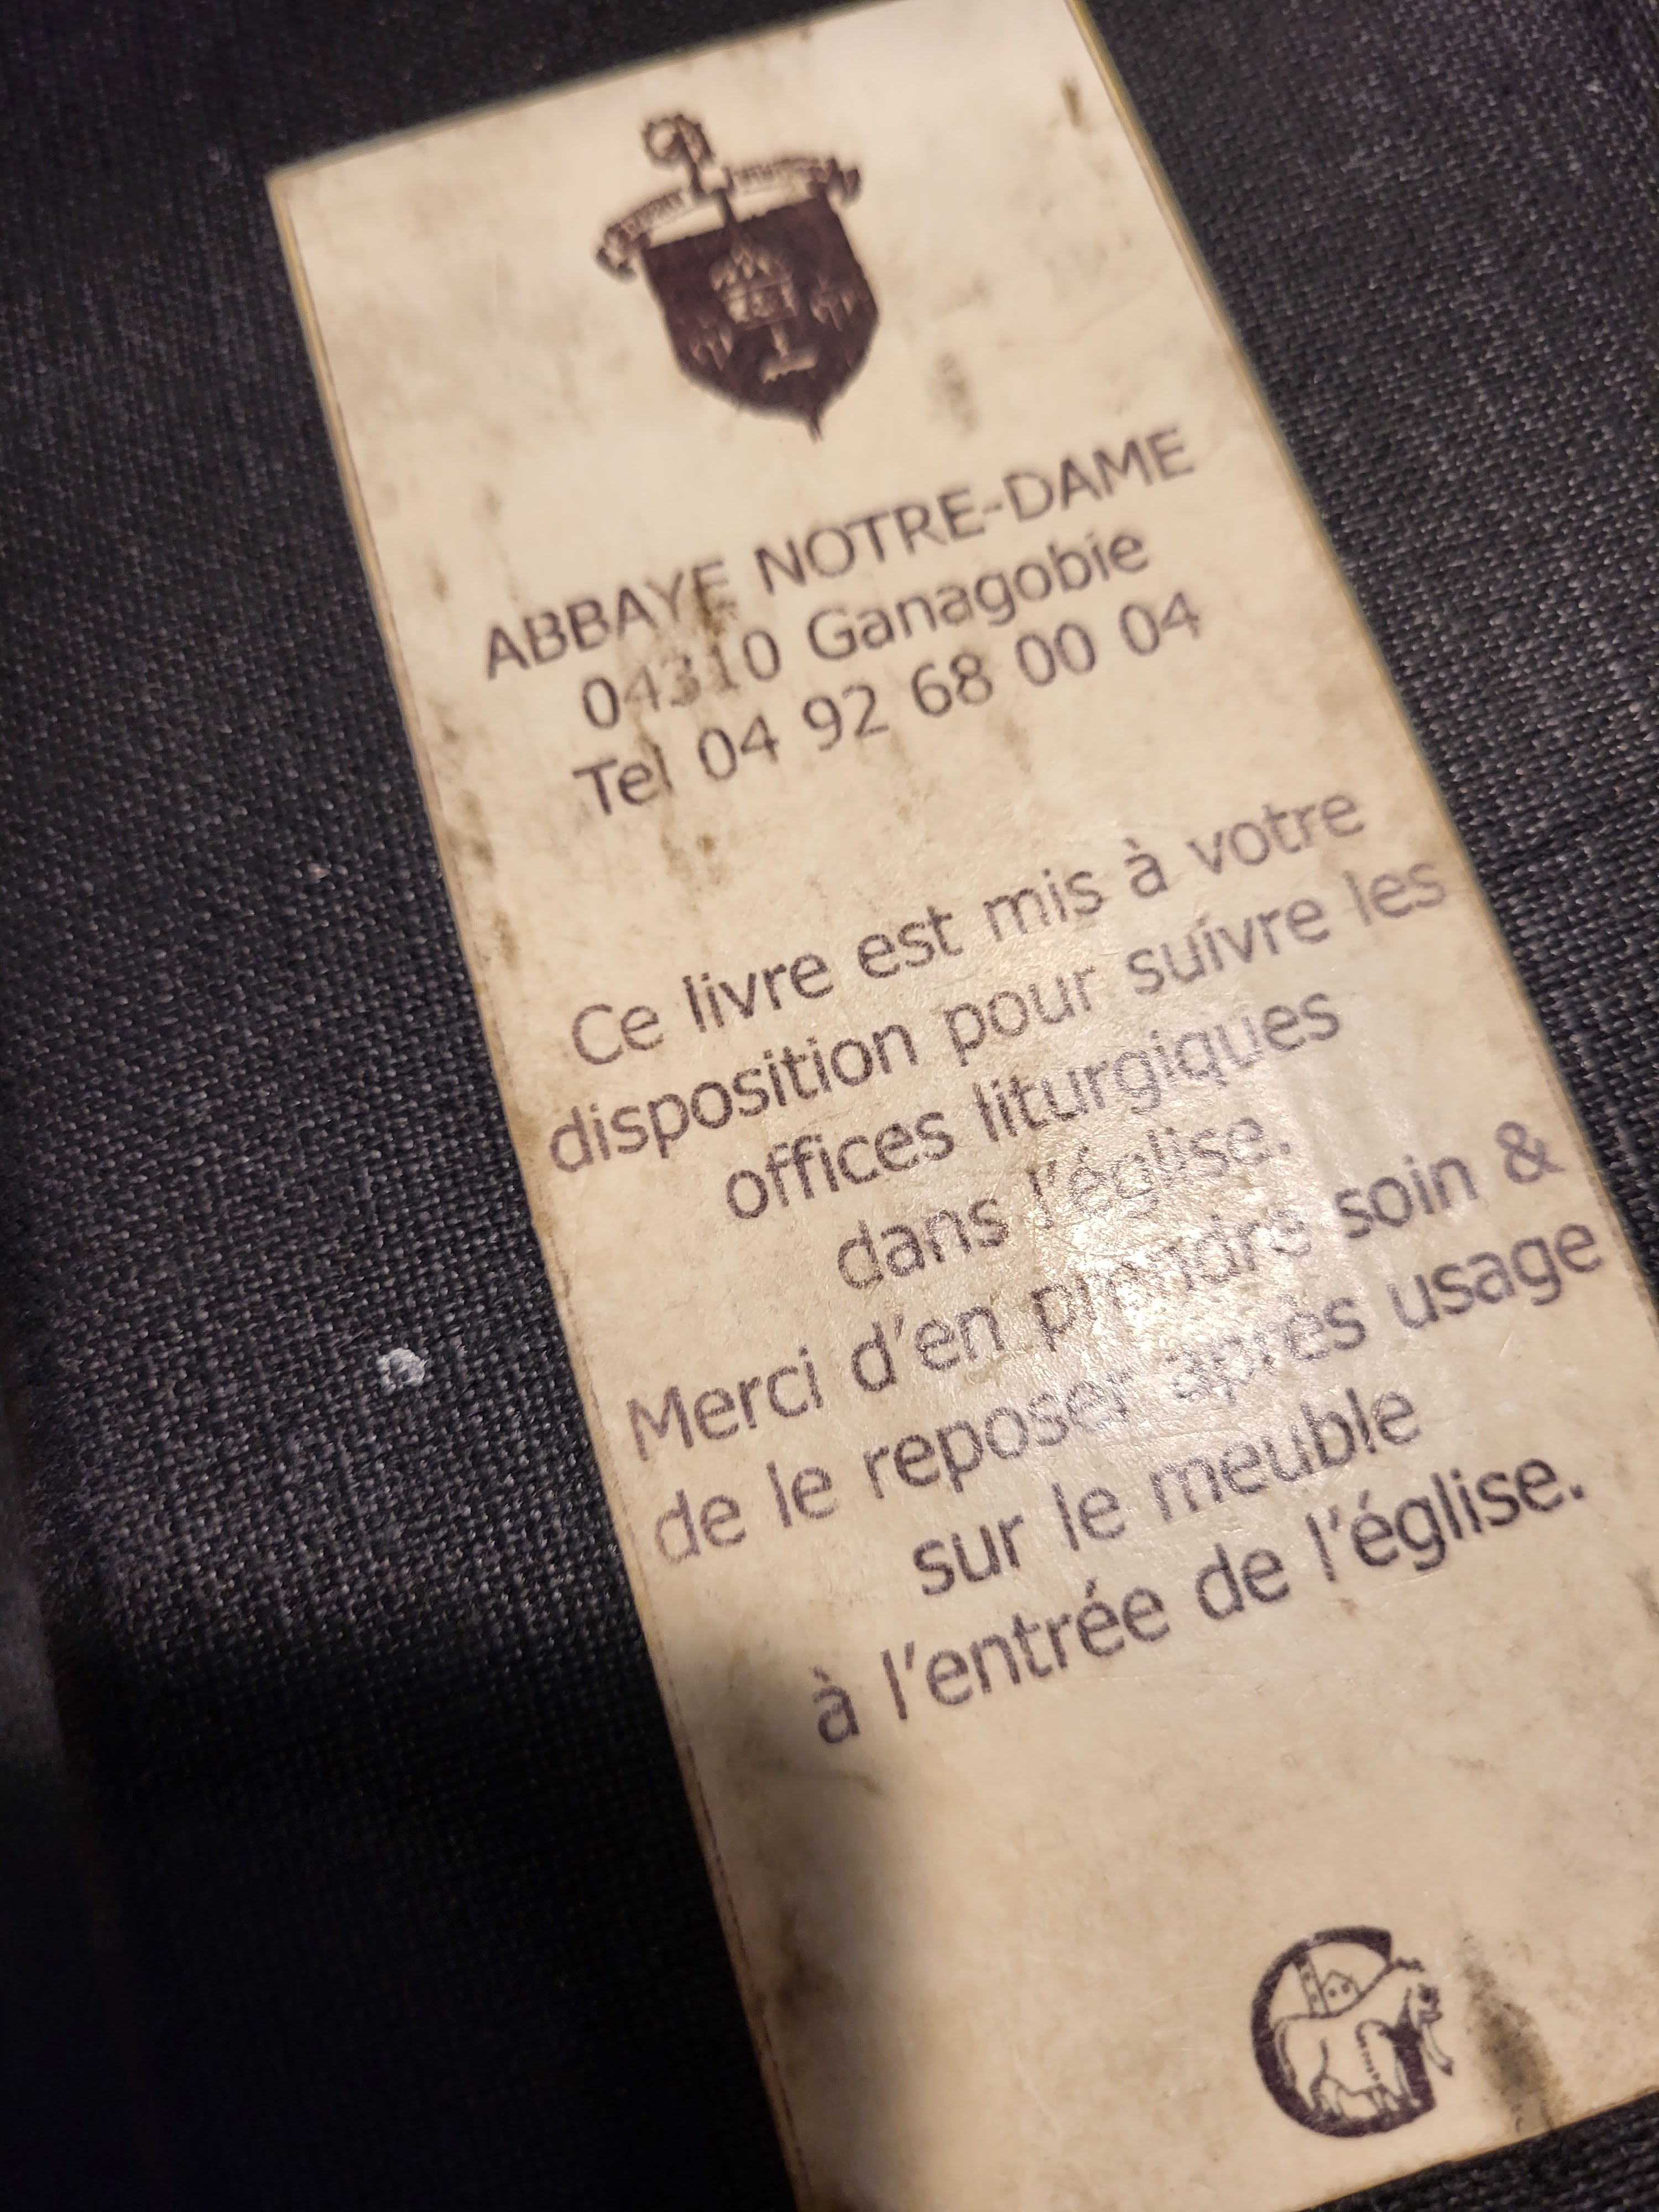 ABBAYE NOTRE-DAME
04310 Ganagobie
Tel 04 92 68 00 04
Ce livre est mis à votre
disposition pour suivre les
offices liturgiques
dans l'église.
Merci d'en prendre soin &
de le reposer après usage
sur le meuble
à l'entrée de l'église.
G